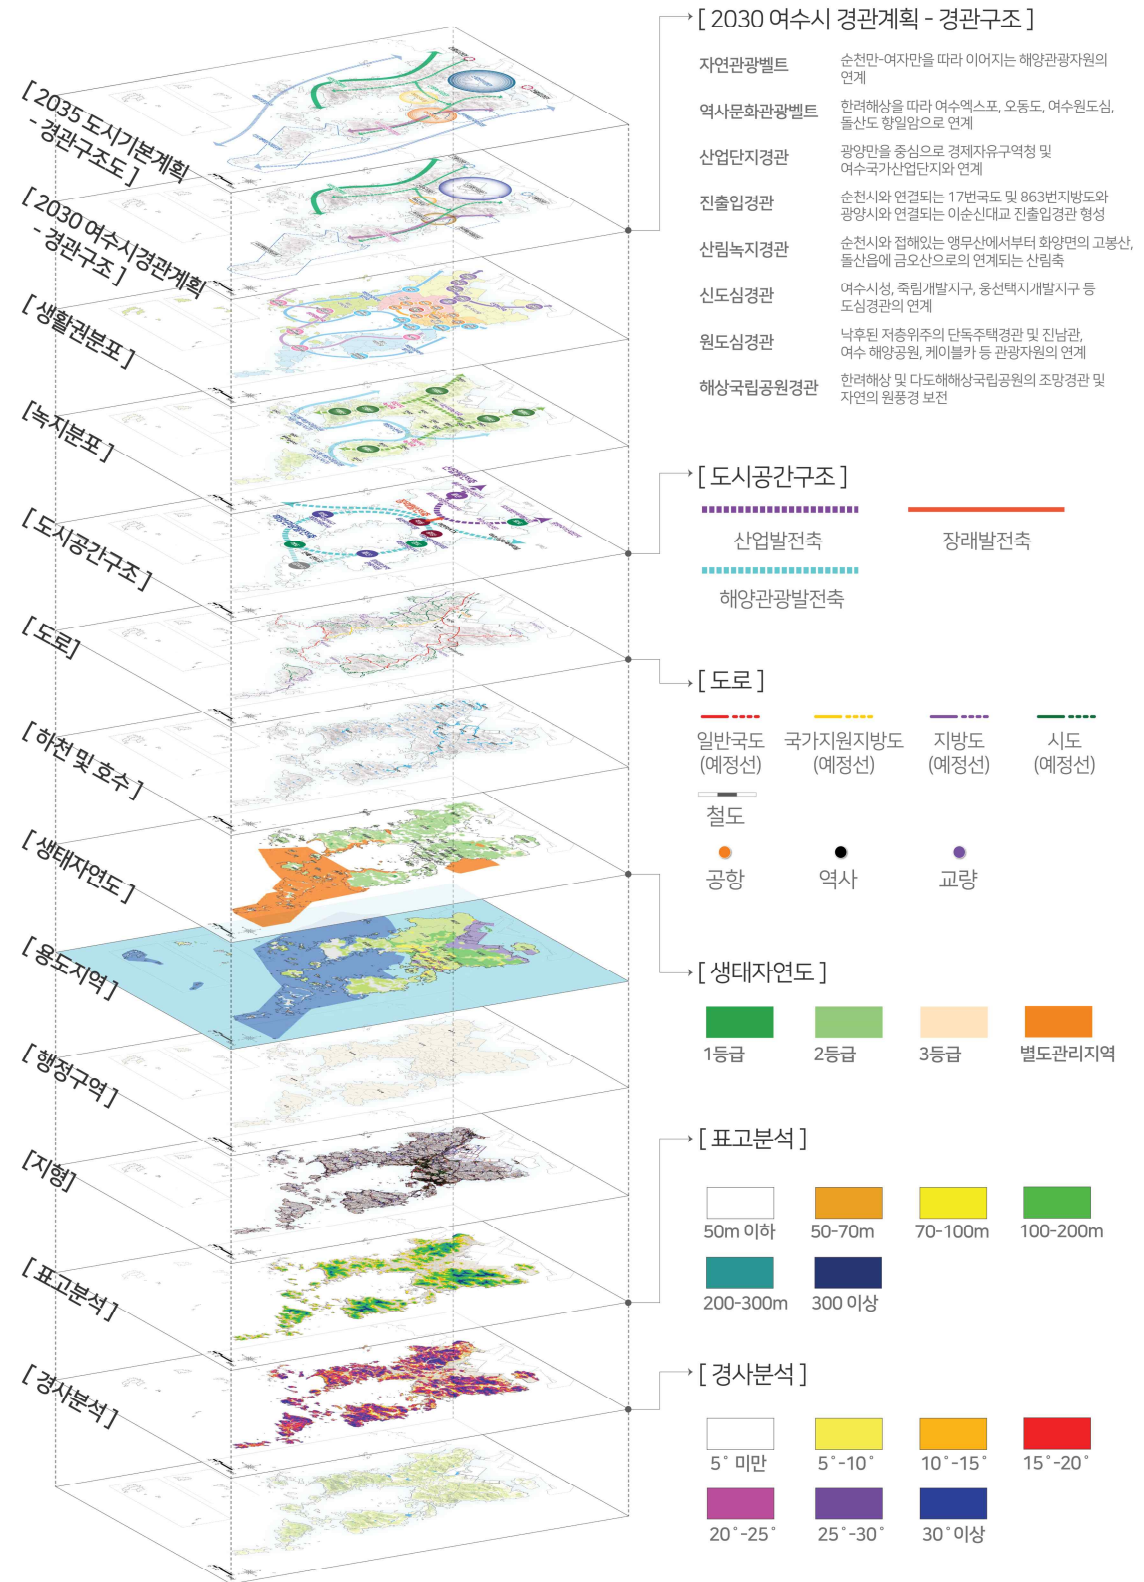 [ 2035 도시기본계획
- 경관구조도 ]
[ 2030 여수시경관계획
- 경관구조 ]
[ 생활권분포 ]
[녹지분포 ]
[ 도시공간구조 ]
[ 도로]
[ 하천 및 호수 ]
[ 생태자연도 ]
[ 용도지역 ]
[ 행정구역 ]
[지형]
[ 표고분석 ]
[ 경사분석 ]
[ 2030 여수시 경관계획 - 경관구조 ]
자연관광벨트 순천만-여자만을 따라 이어지는 해양관광자원의
연계
역사문화관광벨트 한려해상을 따라 여수엑스포, 오동도, 여수원도심,
돌산도 향일암으로 연계
산업단지경관 광양만을 중심으로 경제자유구역청 및
여수국가산업단지와 연계
진출입경관 순천시와 연결되는 17번국도 및 863번지방도와
광양시와 연결되는 이순신대교 진출입경관 형성
산림녹지경관 순천시와 접해있는 앵무산에서부터 화양면의 고봉산,
돌산읍에 금오산으로의 연계되는 산림축
신도심경관 여수시성, 죽림개발지구, 웅선택시개발지구 등
도심경관의 연계
원도심경관 낙후된 저층위주의 단독주택경관 및 진남관,
여수 해양공원, 케이블카 등 관광자원의 연계
해상국립공원경관 한려해상 및 다도해해상국립공원의 조망경관 및
자연의 원풍경 보전
[ 도시공간구조 ]
산업발전축 장래발전축
해양관광발전축
[ 도로 ]
일반국도 국가지원지방도 지방도 시도
(예정선) (예정선) (예정선) (예정선)
철도
공항 역사 교량
[ 생태자연도 ]
1등급 2등급 3등급 별도관리지역
[ 표고분석 ]
50m 이하 50-70m 70-100m 100-200m
200-300m 300 이상
[ 경사분석 ]
5° 미만 5°-10° 10°-15° 15°-20°
20°-25° 25°-30° 30°이상